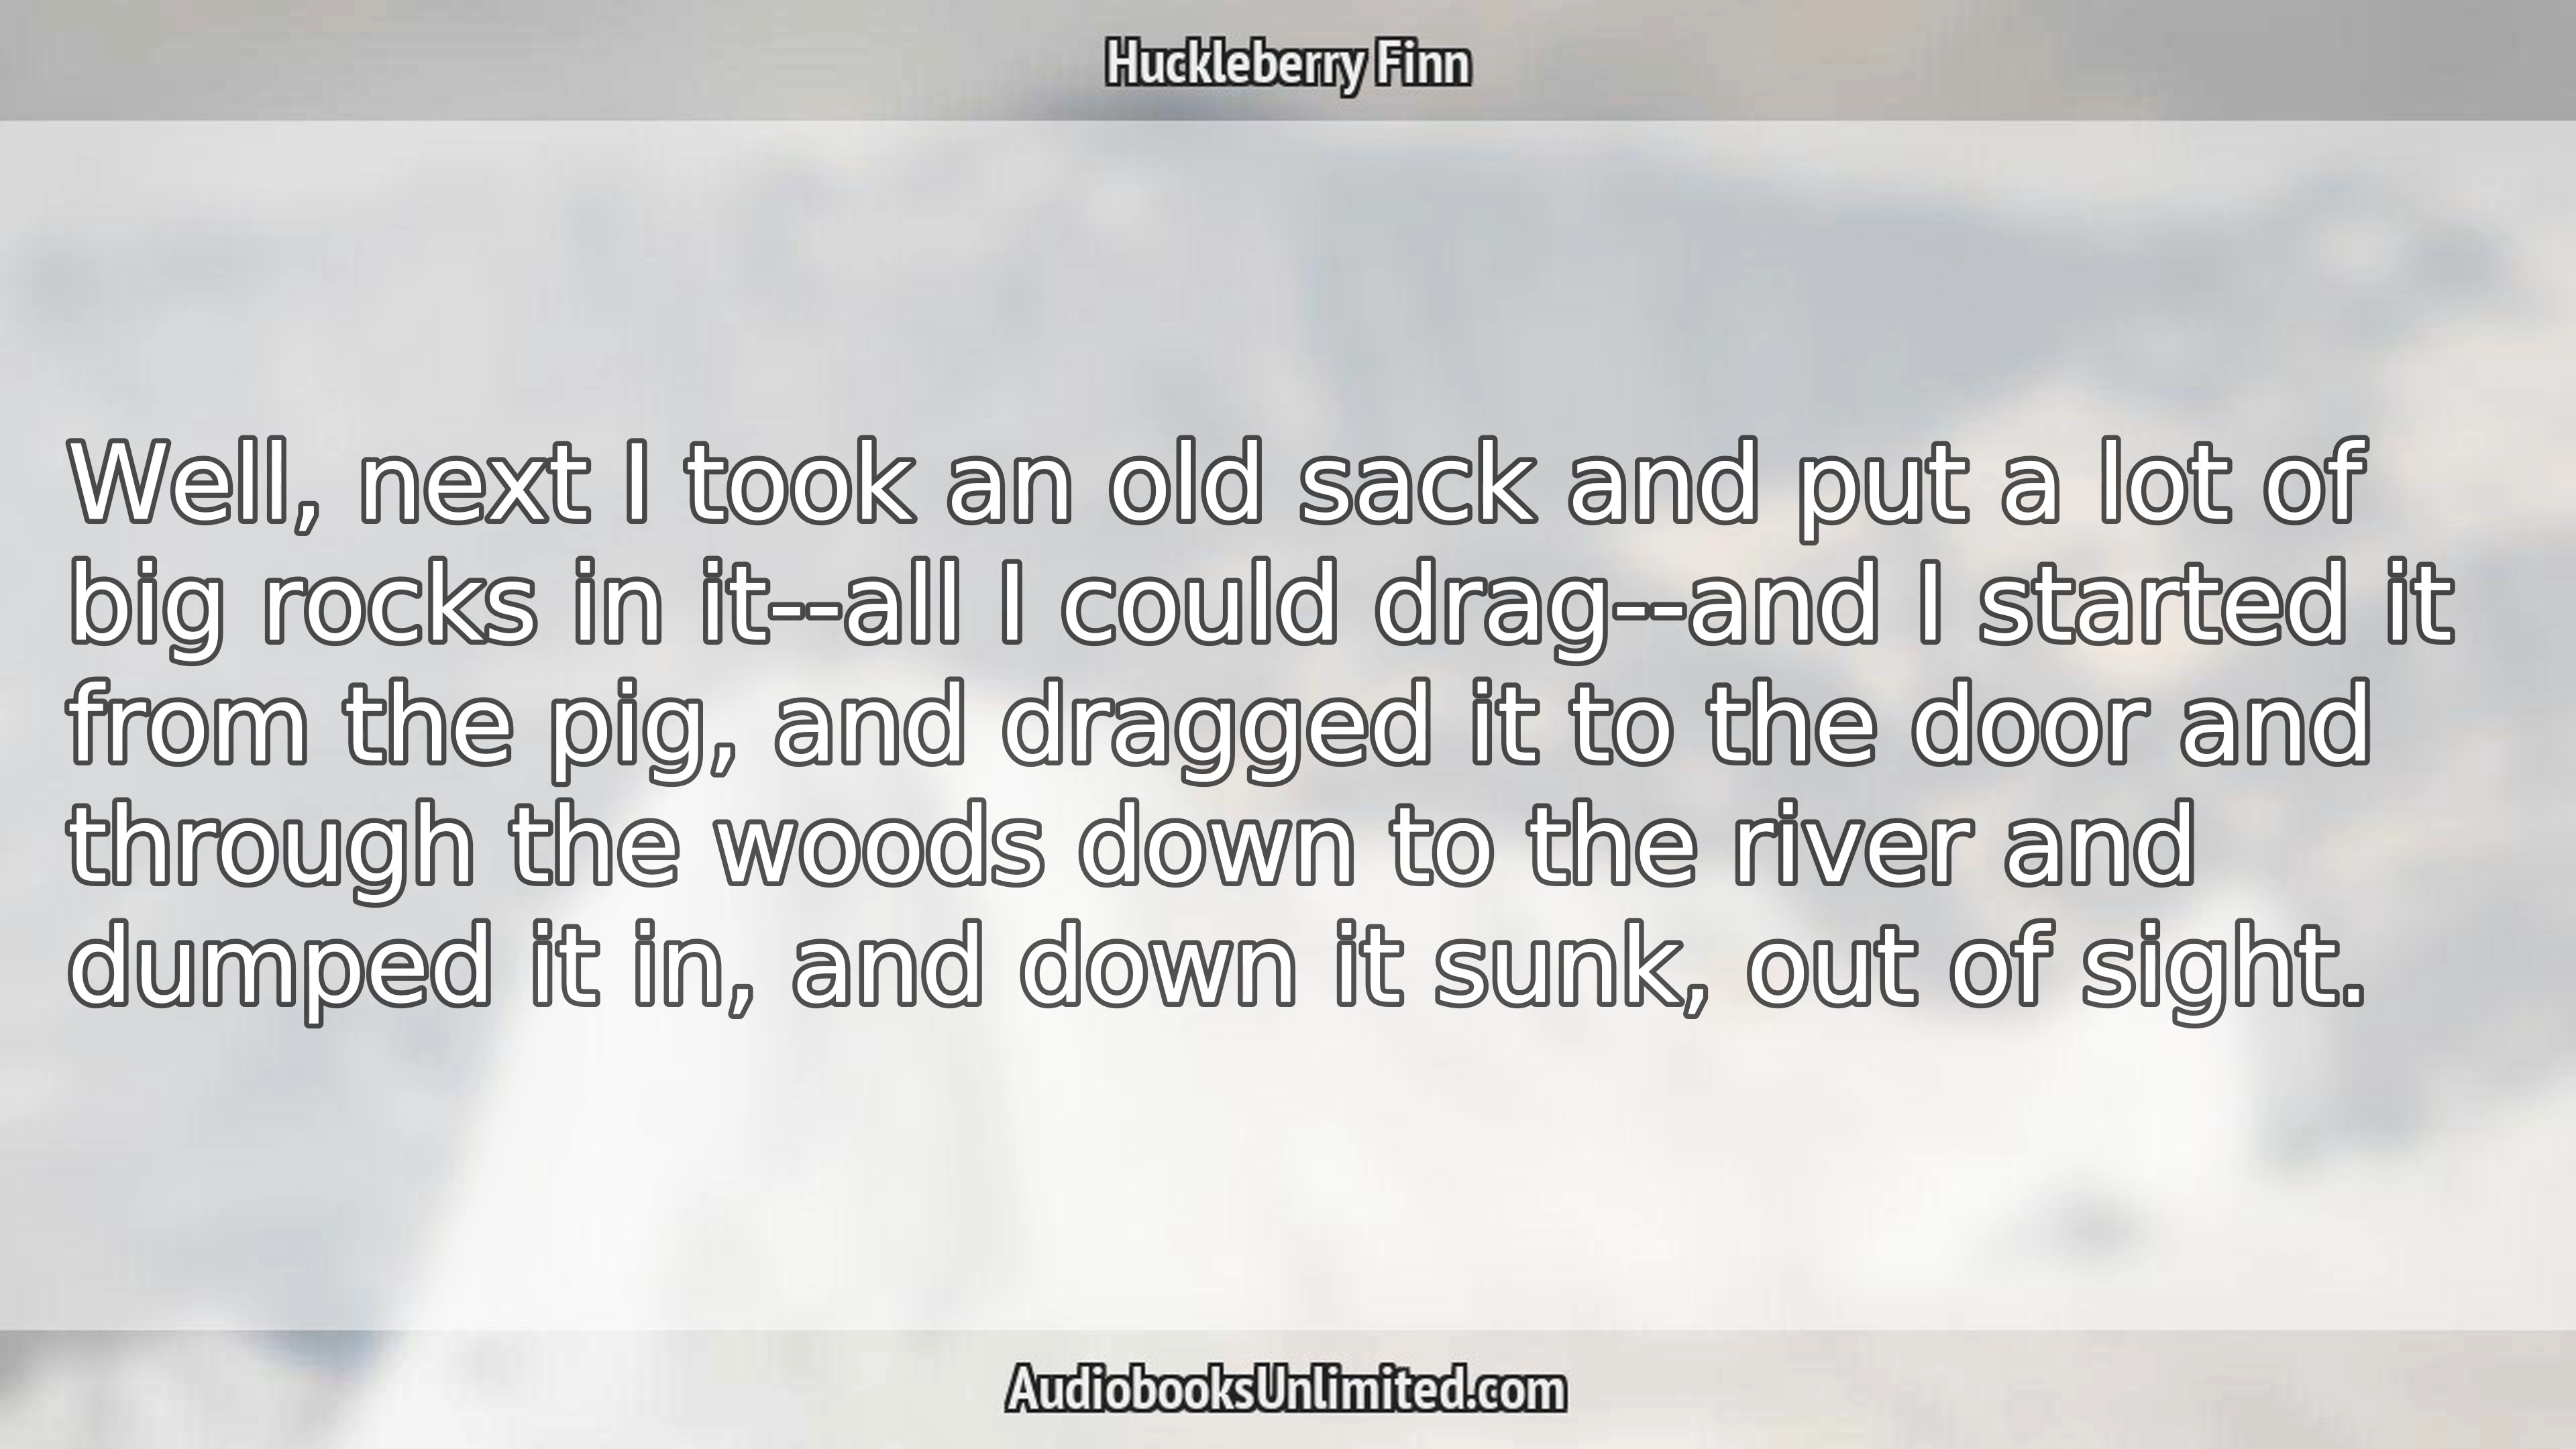 Huckleberry Finn
Well, next I took an old sack and put a lot of
big rocks in it--all I could drag--and I started it
from the pig, and dragged it to the door and
through the woods down to the river and
dumped it in, and down it sunk, out of sight.
AudiobooksUnlimited.com